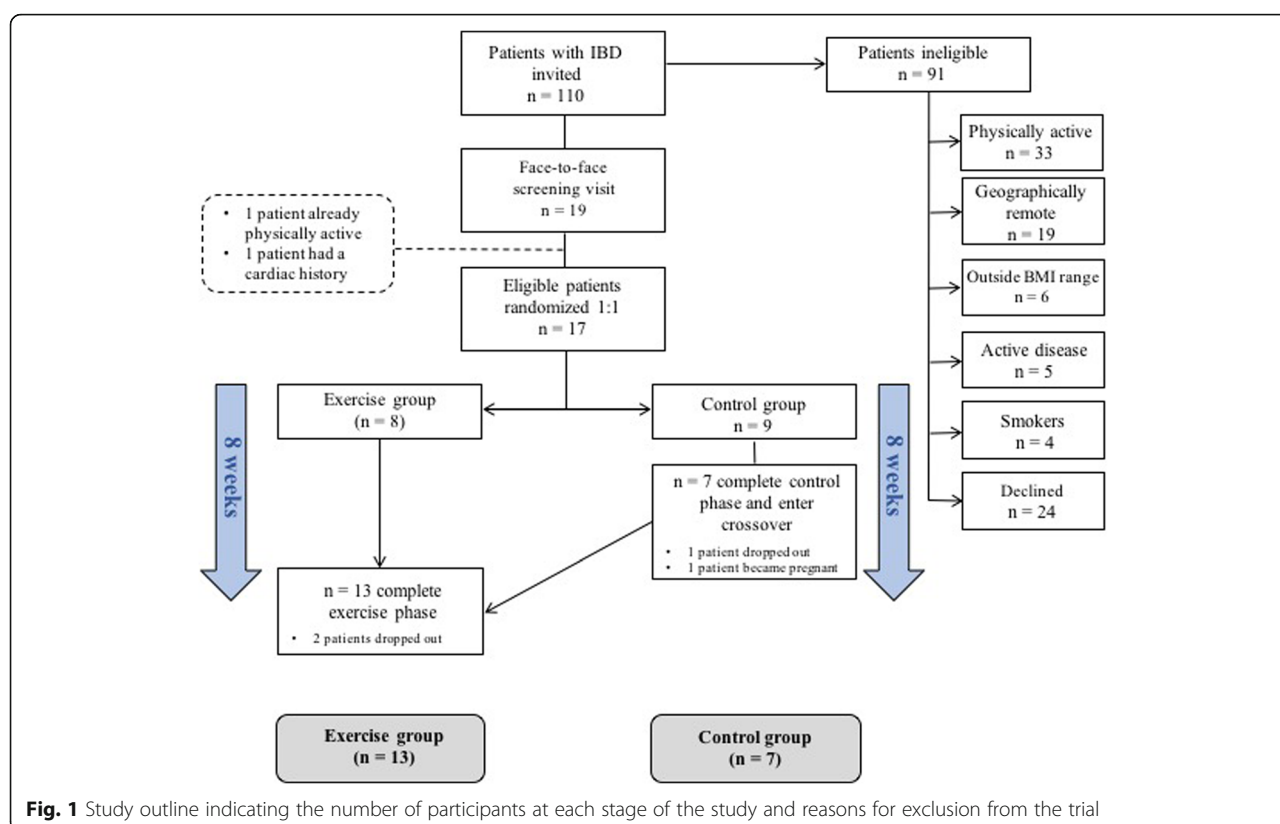 Patients with IBD
invited
n = 110
Patients ineligible
n = 91
Physically active
n = 33
Geographically
remote
n = 19
Outside BMI range
n = 6
Active disease
n = 5
Smokers
n = 4
Declined
n = 24
Face-to-face
screening visit
n = 19
• 1 patient already
physically active
• 1 patient had a
cardiac history
Eligible patients
randomized 1:1
n = 17
8 weeks
Exercise group
(n = 8)
Control group
n = 9
8 weeks
n = 7 complete control
phase and enter
crossover
• 1 patient dropped out
• 1 patient became pregnant
n = 13 complete
exercise phase
• 2 patients dropped out
Exercise group
(n = 13)
Control group
(n = 7)
Fig. 1 Study outline indicating the number of participants at each stage of the study and reasons for exclusion from the trial